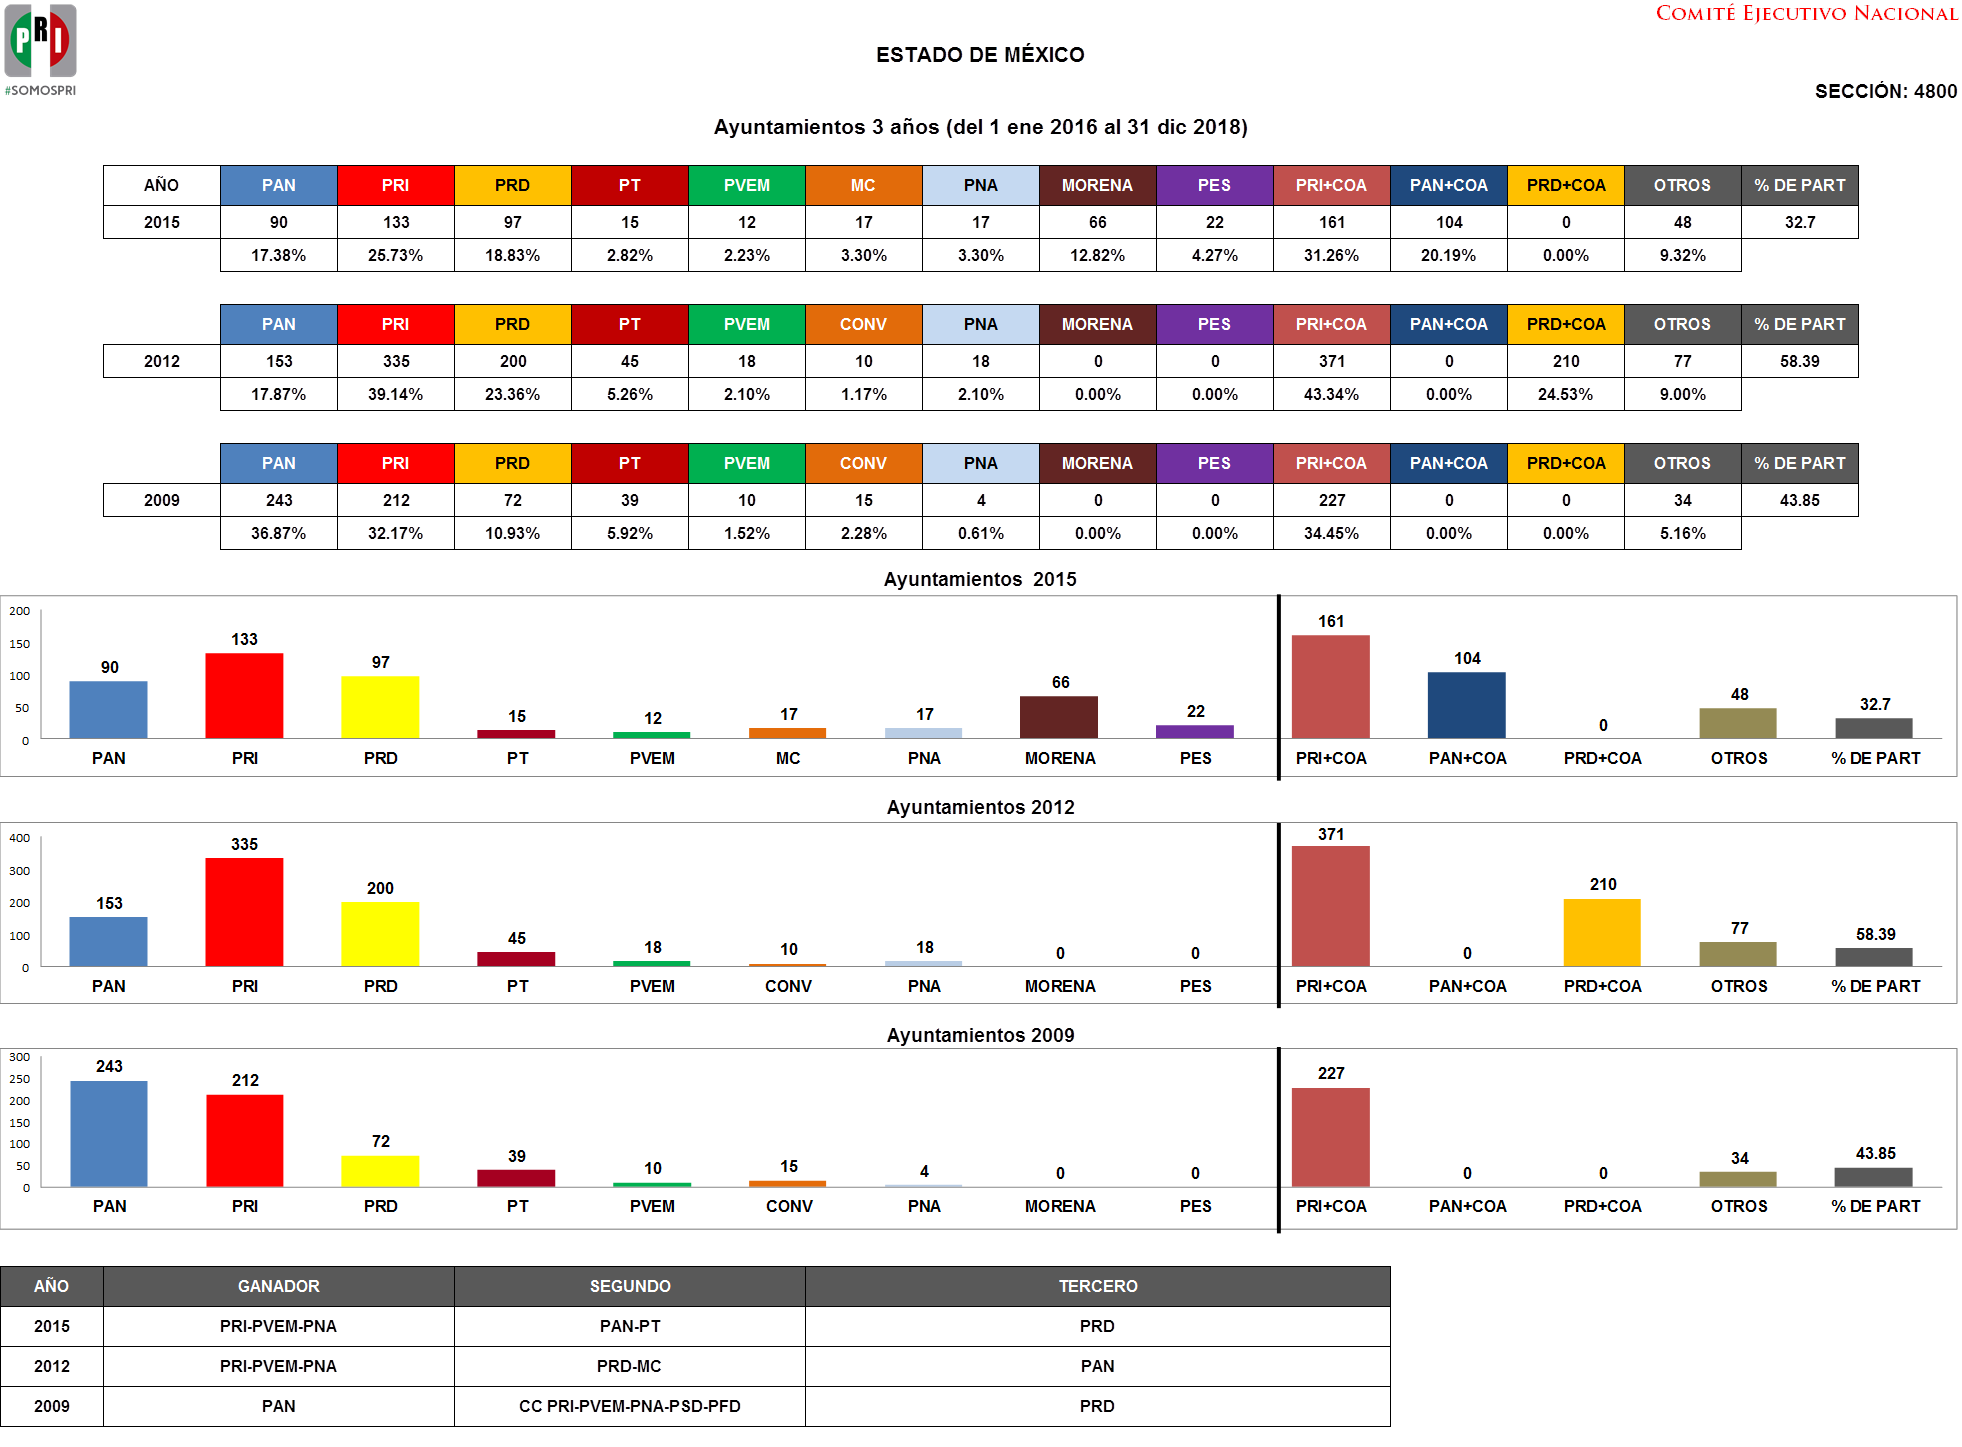 PRI
#SOMOSPRI
COMITÉ EJECUTIVO NACIONAL
ESTADO DE MÉXICO
SECCIÓN: 4800
Ayuntamientos 3 años (del 1 ene 2016 al 31 dic 2018)
AÑO PAN PRI PRD PT PVEM MC PNA MORENA PES PRI+COA PAN+COA PRD+COA OTROS % DE PART
2015 90 133 97 15 12 17 17 66 22 161 104 0 48 32.7
17.38% 25.73% 18.83% 2.82% 2.23% 3.30% 3.30% 12.82% 4.27% 31.26% 20.19% 0.00% 9.32%
PAN PRI PRD PT PVEM CONV PNA MORENA PES PRI+COA PAN+COA PRD+COA OTROS % DE PART
2012 153 335 200 45 18 10 18 0 0 371 0 210 77 58.39
17.87% 39.14% 23.36% 5.26% 2.10% 1.17% 2.10% 0.00% 0.00% 43.34% 0.00% 24.53% 9.00%
PAN PRI PRD PT PVEM CONV PNA MORENA PES PRI+COA PAN+COA PRD+COA OTROS % DE PART
2009 243 212 72 39 10 15 4 0 0 227 0 0 34 43.85
36.87% 32.17% 10.93% 5.92% 1.52% 2.28% 0.61% 0.00% 0.00% 34.45% 0.00% 0.00% 5.16%
Ayuntamientos 2015
200
150
100
50
0
90 133 97 15 12 17 17 66 22 161 104 0 48 32.7
PAN PRI PRD PT PVEM MC PNA MORENA PES PRI+COA PAN+COA PRD+COA OTROS % DE PART
Ayuntamientos 2012
400
300
200
100
0
153 335 200 45 18 10 18 0 0 371 0 210 77 58.39
PAN PRI PRD PT PVEM CONV PNA MORENA PES PRI+COA PAN+COA PRD+COA OTROS % DE PART
Ayuntamientos 2009
300
250
200
150
100
50
0
243 212 72 39 10 15 4 0 0 227 0 0 34 43.85
PAN PRI PRD PT PVEM CONV PNA MORENA PES PRI+COA PAN+COA PRD+COA OTROS % DE PART
AÑO GANADOR SEGUNDO TERCERO
2015 PRI-PVEM-PNA PAN-PT PRD
2012 PRI-PVEM-PNA PRD-MC PAN
2009 PAN CC PRI-PVEM-PNA-PSD-PFD PRD